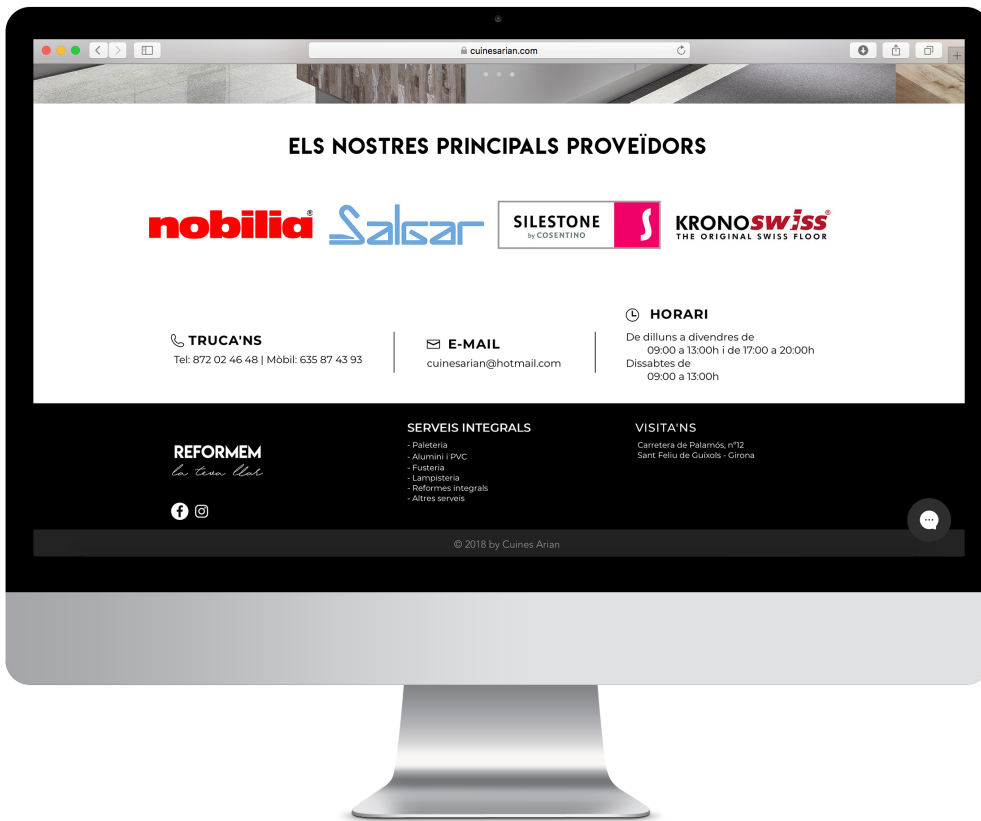 cuinesarian.com
ELS NOSTRES PRINCIPALS PROVEÏDORS
nobilia®
Salgar
SILESTONE
by COSENTINO
KRONOSWISS®
THE ORIGINAL SWISS FLOOR
TRUCA'NS
Tel: 872 02 46 48 | Mòbil: 635 87 43 93
E-MAIL
cuinesarian@hotmail.com
HORARI
De dilluns a divendres de
09:00 a 13:00h i de 17:00 a 20:00h
Dissabtes de
09:00 a 13:00h
REFORMEM
la teva llar
SERVEIS INTEGRALS
- Paleteria
- Alumini i PVC
- Fusteria
- Lampisteria
- Reformes integrals
- Altres serveis
VISITA'NS
Carretera de Palamós, nº12
Sant Feliu de Guíxols - Girona
© 2018 by Cuines Arian